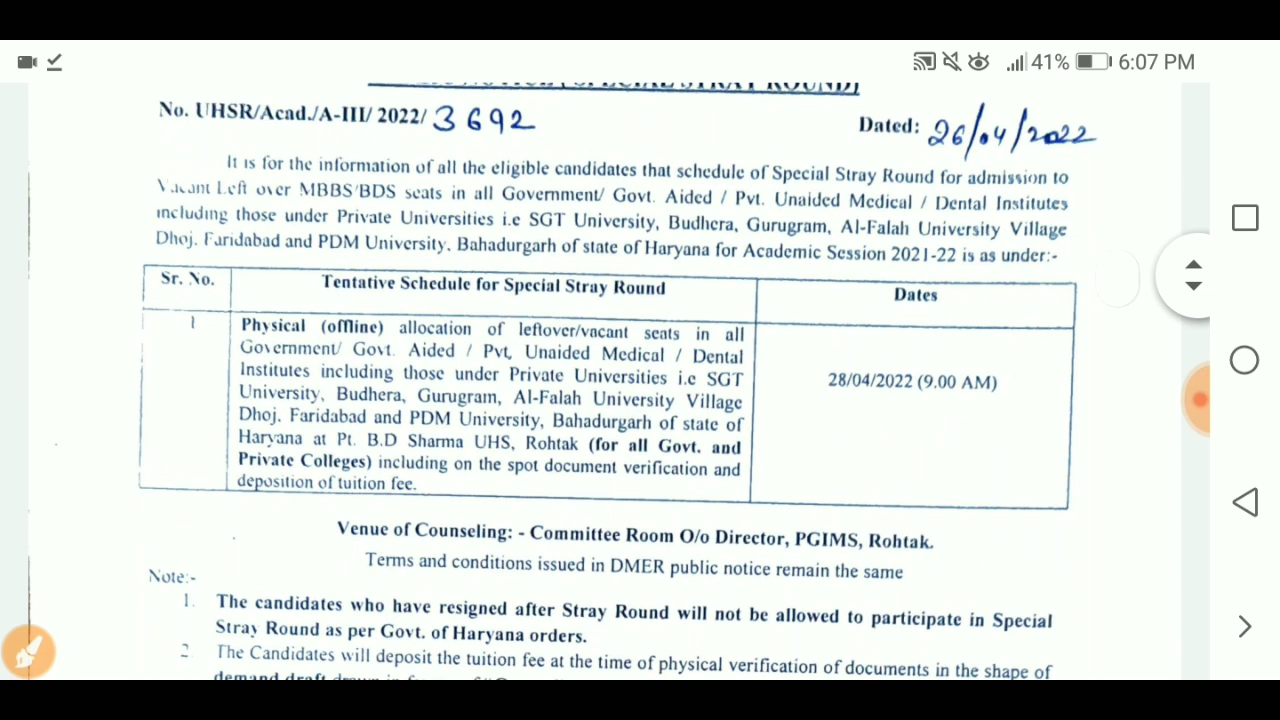 41% 6:07 PM
(SPECIAL STRAY ROUND)
No. UHSR/Acad./A-III/ 2022/ 3692
Dated: 26/04/2022
It is for the information of all the eligible candidates that schedule of Special Stray Round for admission to
Vacant Left over MBBS/BDS seats in all Government/ Govt. Aided / Pvt. Unaided Medical / Dental Institutes
including those under Private Universities i.e SGT University, Budhera, Gurugram, Al-Falah University Village
Dhoj. Faridabad and PDM University, Bahadurgarh of state of Haryana for Academic Session 2021-22 is as under:-
Sr. No.
Tentative Schedule for Special Stray Round
Dates
1
Physical (offline) allocation of leftover/vacant seats in all
Government/ Govt. Aided / Pvt, Unaided Medical / Dental
Institutes including those under Private Universities i.e SGT
University, Budhera, Gurugram, Al-Falah University Village
Dhoj. Faridabad and PDM University, Bahadurgarh of state of
Haryana at Pt. B.D Sharma UHS, Rohtak (for all Govt. and
Private Colleges) including on the spot document verification and
deposition of tuition fee.
28/04/2022 (9.00 AM)
Venue of Counseling: - Committee Room O/o Director, PGIMS, Rohtak.
Terms and conditions issued in DMER public notice remain the same
Note:-
1. The candidates who have resigned after Stray Round will not be allowed to participate in Special
Stray Round as per Govt. of Haryana orders.
2. The Candidates will deposit the tuition fee at the time of physical verification of documents in the shape of
demand draft